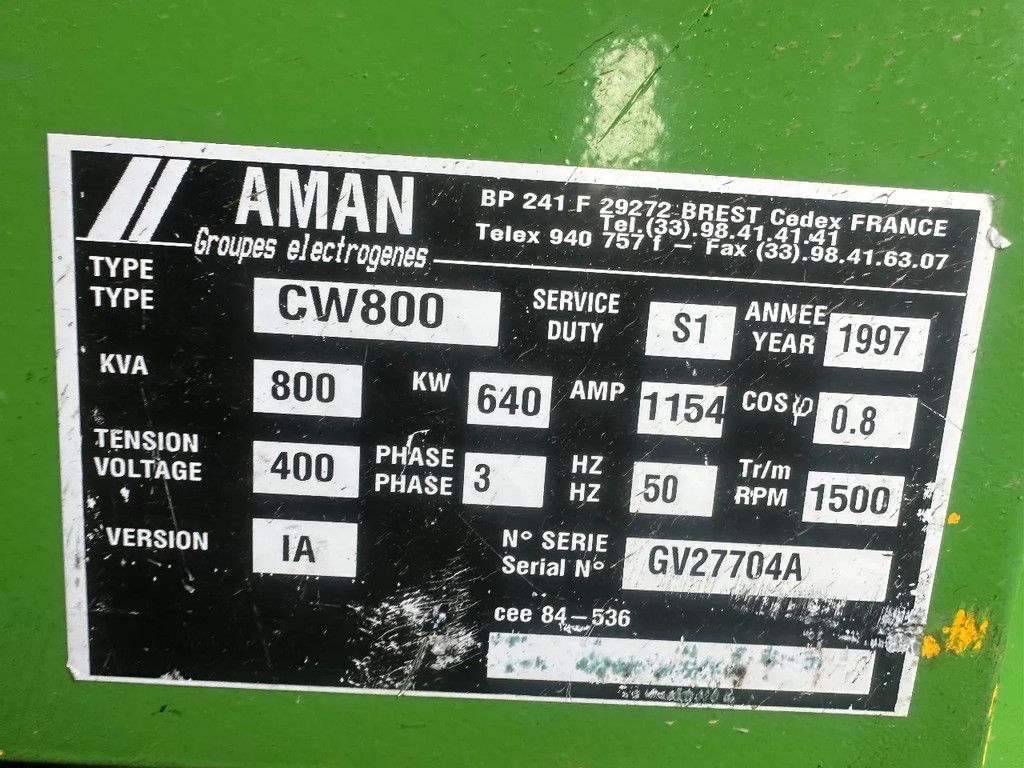 AMAN
Groupes electrogenes
BP 241 F 29272 BREST Cedex FRANCE
Tel.(33).98.41.41.41
Telex 940 757 f – Fax (33).98.41.63.07
TYPE
TYPE
CW800
SERVICE
DUTY
S1
ANNEE
YEAR
1997
KVA
800
KW
640
AMP
1154
COS φ
0.8
TENSION
VOLTAGE
400
PHASE
PHASE
3
HZ
HZ
50
Tr/m
RPM
1500
VERSION
IA
N° SERIE
Serial N°
GV27704A
cee 84–536